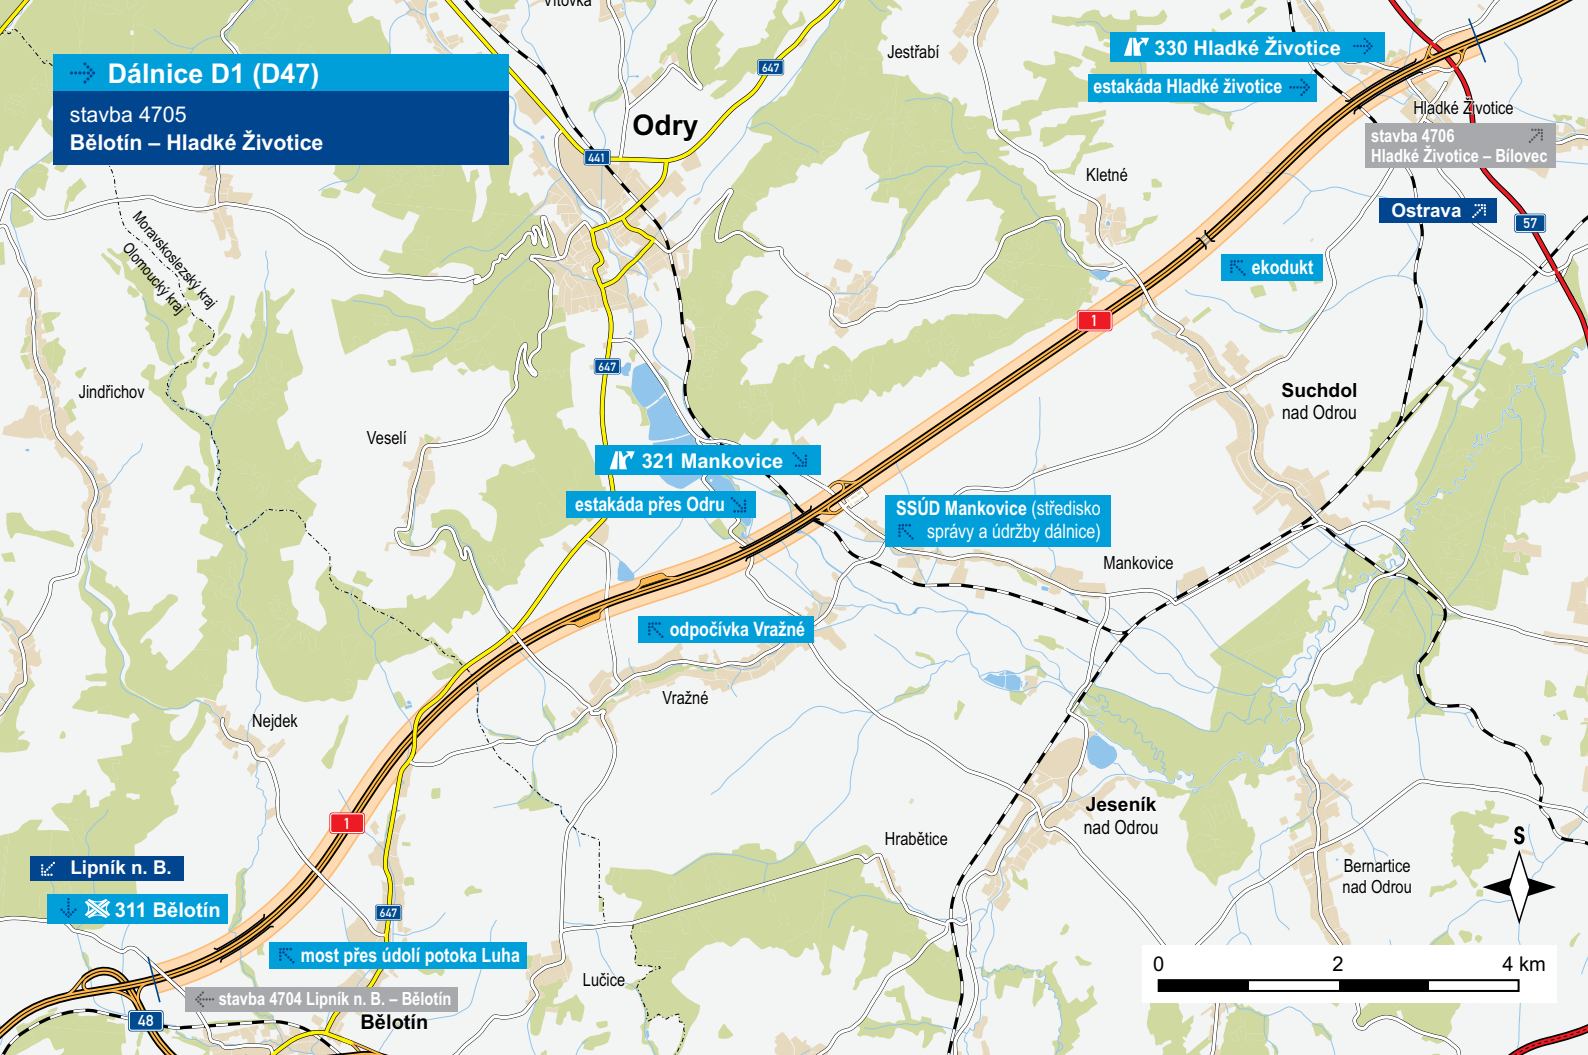 Vítovka
Dálnice D1 (D47)
stavba 4705
Bělotín – Hladké Životice
647
Jestřabí
330 Hladké Životice
estakáda Hladké životice
Hladké Životice
stavba 4706
Hladké Životice – Bílovec
Odry
441
Kletné
Ostrava
57
Moravskoslezský kraj
Olomoucký kraj
ekodukt
1
647
Jindřichov
Veselí
Suchdol
nad Odrou
321 Mankovice
estakáda přes Odru
SSÚD Mankovice (středisko
správy a údržby dálnice)
Mankovice
odpočívka Vražné
Vražné
Nejdek
1
Jeseník
nad Odrou
Hrabětice
Bernartice
nad Odrou
S
Lipník n. B.
311 Bělotín
647
most přes údolí potoka Luha
Lučice
stavba 4704 Lipník n. B. – Bělotín
48
Bělotín
0 2 4 km